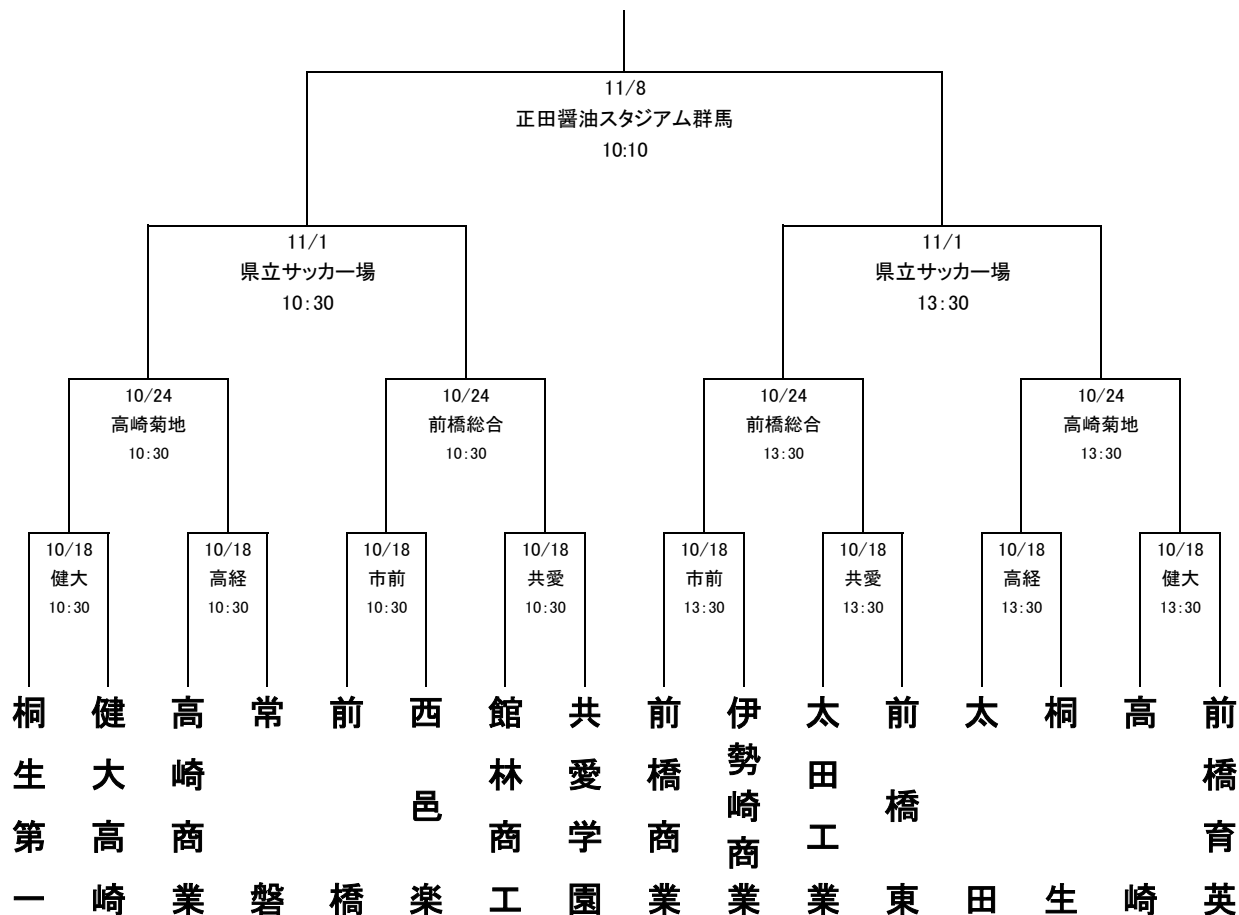 11/8
正田醤油スタジアム群馬
10:10
11/1
県立サッカー場
10:30
11/1
県立サッカー場
13:30
10/24
高崎菊地
10:30
10/24
前橋総合
10:30
10/24
前橋総合
13:30
10/24
高崎菊地
13:30
10/18
健大
10:30
10/18
高経
10:30
10/18
市前
10:30
10/18
共愛
10:30
10/18
市前
13:30
10/18
共愛
13:30
10/18
高経
13:30
10/18
健大
13:30
桐生第一
健大高崎
高崎商業
常磐
前橋
西邑楽
館林商工
共愛学園
前橋商業
伊勢崎商業
太田工業
前橋東
太田
桐生
高崎
前橋育英